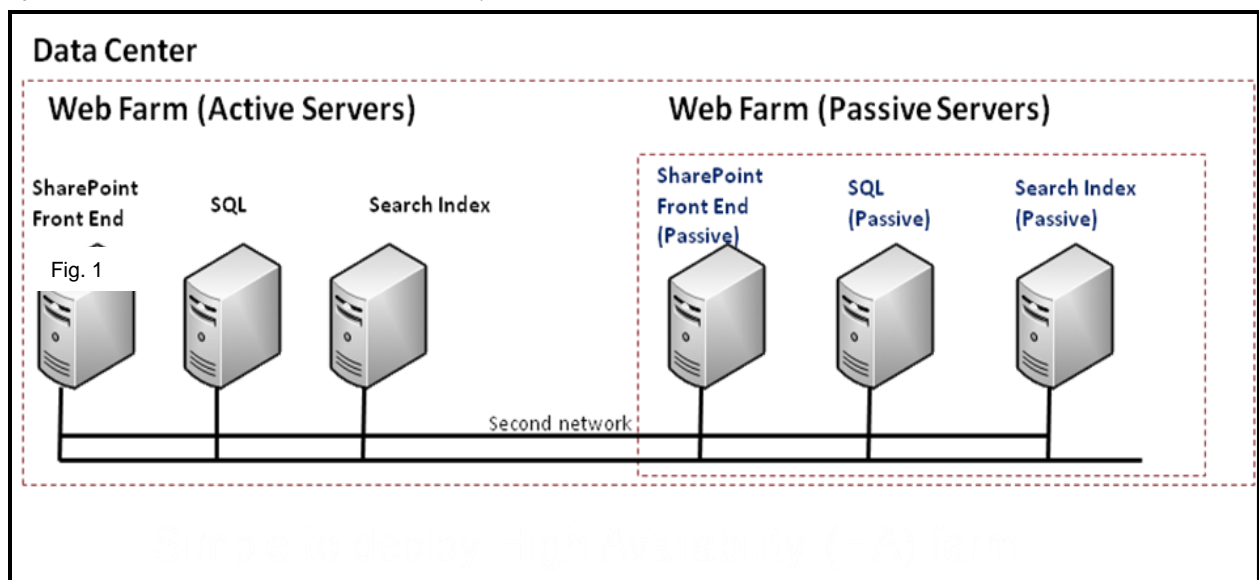 Data Center
Web Farm (Active Servers)
Web Farm (Passive Servers)
SharePoint
Front End
SQL
Search Index
SharePoint
Front End
(Passive)
SQL
(Passive)
Search Index
(Passive)
Fig. 1
Second network